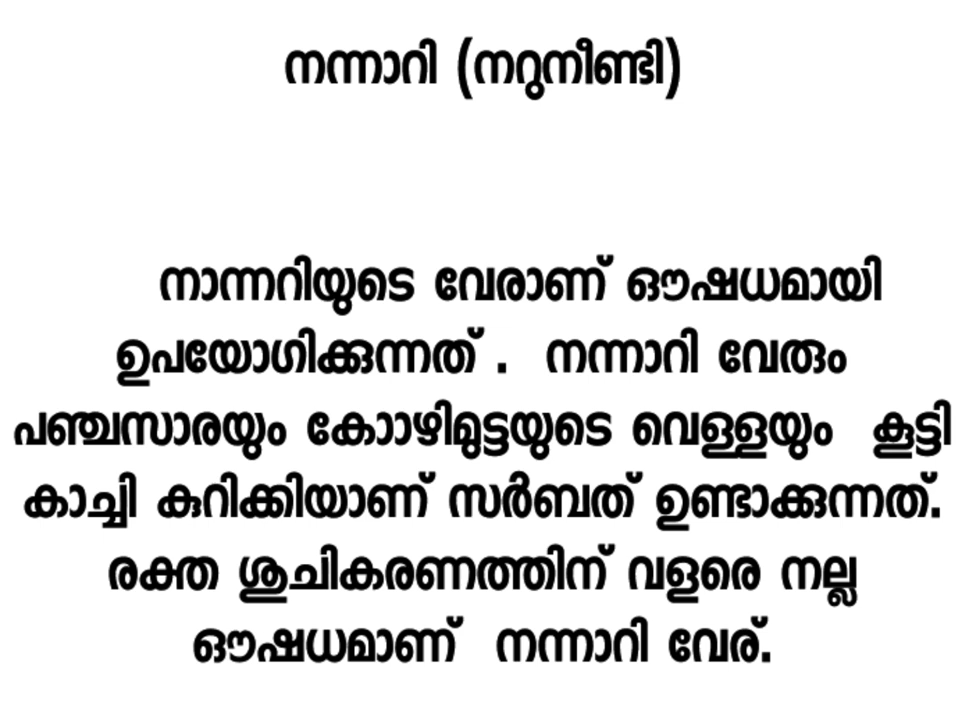 നന്നാറി (നറുനീണ്ടി)
നാന്നറിയുടെ വേരാണ് ഔഷധമായി
ഉപയോഗിക്കുന്നത് . നന്നാറി വേരും
പഞ്ചസാരയും കോാഴിമുട്ടയുടെ വെള്ളയും കൂട്ടി
കാച്ചി കുറിക്കിയാണ് സർബത് ഉണ്ടാക്കുന്നത്.
രക്ത ശുചികരണത്തിന് വളരെ നല്ല
ഔഷധമാണ് നന്നാറി വേര്.